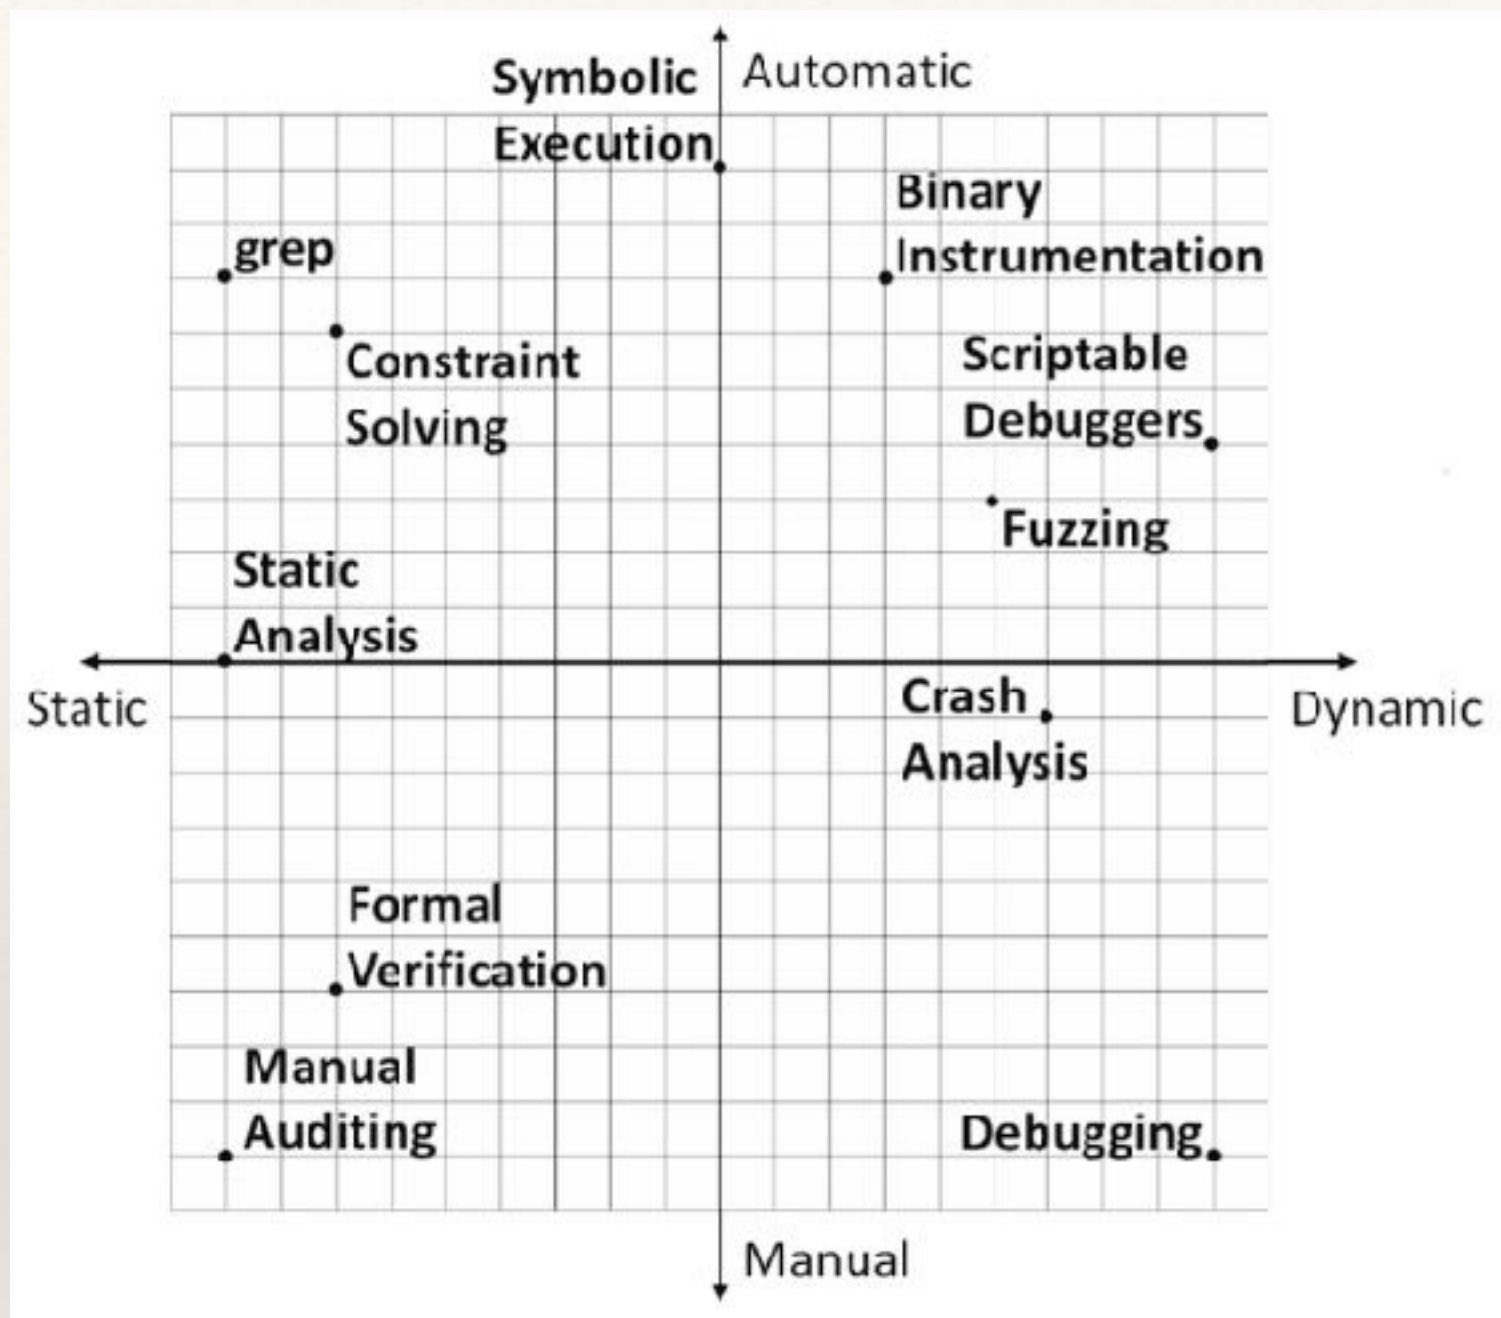 Symbolic
Execution
Automatic
Binary
Instrumentation
grep
Constraint
Solving
Scriptable
Debuggers
Fuzzing
Static
Analysis
Static
Crash
Analysis
Dynamic
Formal
Verification
Manual
Auditing
Debugging
Manual